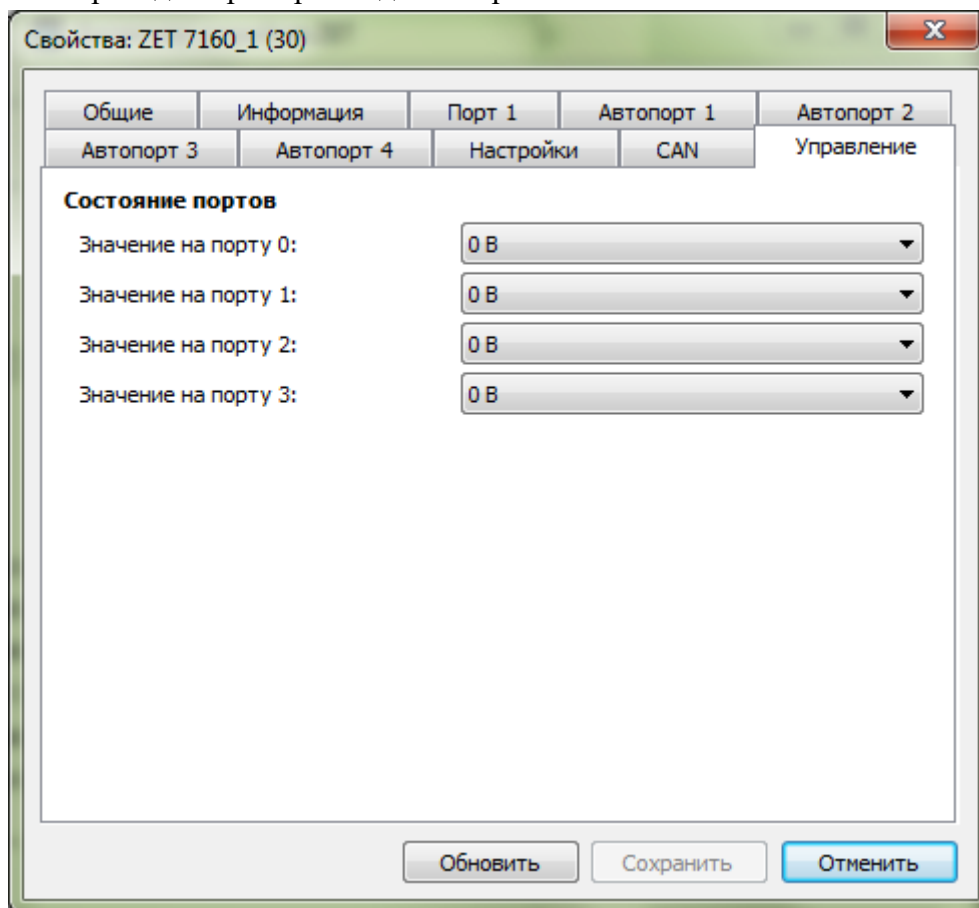 Свойства: ZET 7160_1 (30)
Общие Информация Порт 1 Автопорт 1 Автопорт 2
Автопорт 3 Автопорт 4 Настройки CAN Управление
Состояние портов
Значение на порту 0: 0 В
Значение на порту 1: 0 В
Значение на порту 2: 0 В
Значение на порту 3: 0 В
Обновить Сохранить Отменить